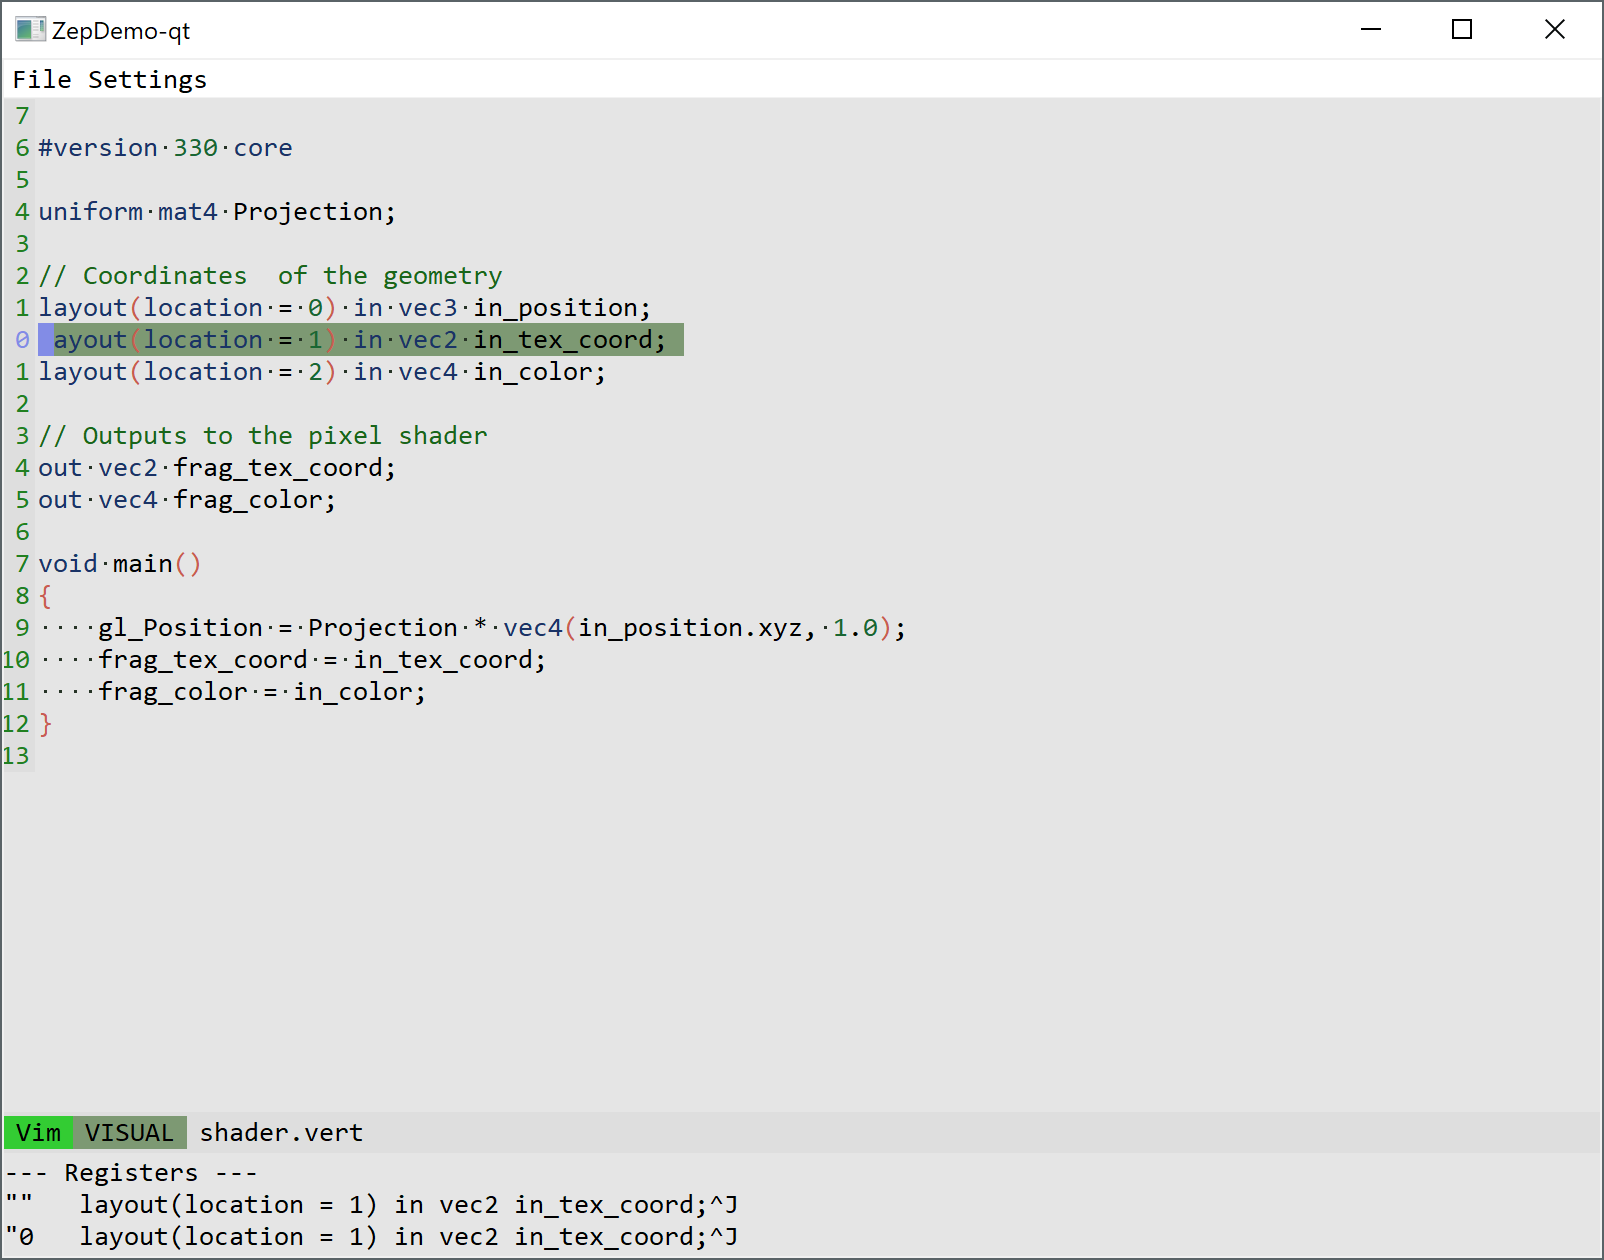 ZepDemo-qt
File Settings
7
6 #version·330·core
5
4 uniform·mat4·Projection;
3
2 // Coordinates  of the geometry
1 layout(location·=·0)·in·vec3·in_position;
0 layout(location·=·1)·in·vec2·in_tex_coord;
1 layout(location·=·2)·in·vec4·in_color;
2
3 // Outputs to the pixel shader
4 out·vec2·frag_tex_coord;
5 out·vec4·frag_color;
6
7 void·main()
8 {
9 ····gl_Position·=·Projection·*·vec4(in_position.xyz,·1.0);
10 ····frag_tex_coord·=·in_tex_coord;
11 ····frag_color·=·in_color;
12 }
13
Vim VISUAL shader.vert
--- Registers ---
""   layout(location = 1) in vec2 in_tex_coord;^J
"0   layout(location = 1) in vec2 in_tex_coord;^J